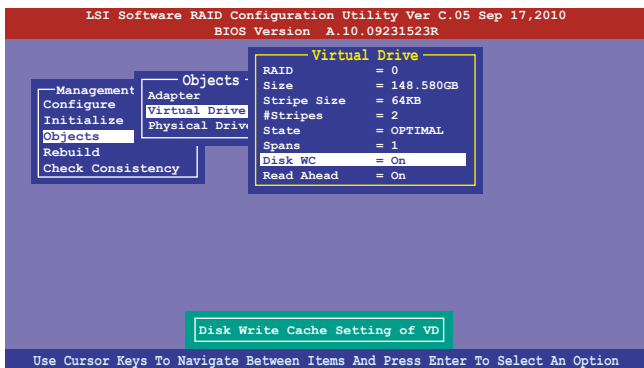 LSI Software RAID Configuration Utility Ver C.05 Sep 17,2010
BIOS Version A.10.09231523R
Management
Configure
Initialize
Objects
Rebuild
Check Consistency
Objects
Adapter
Virtual Drive
Physical Drive
Virtual Drive
RAID = 0
Size = 148.580GB
Stripe Size = 64KB
#Stripes = 2
State = OPTIMAL
Spans = 1
Disk WC = On
Read Ahead = On
Disk Write Cache Setting of VD
Use Cursor Keys To Navigate Between Items And Press Enter To Select An Option